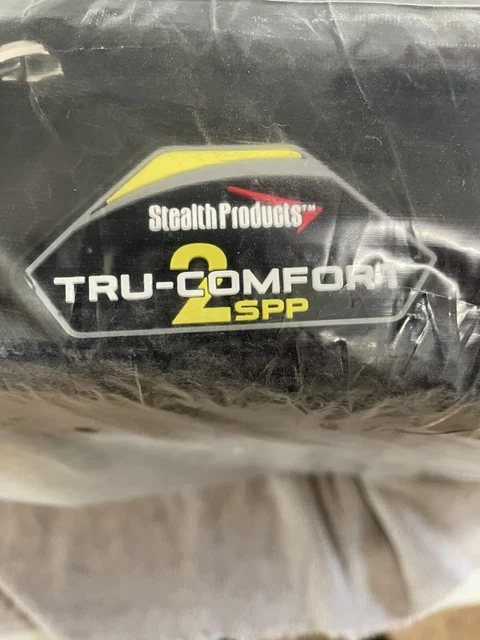 Stealth Products™
2
TRU-COMFORT
SPP